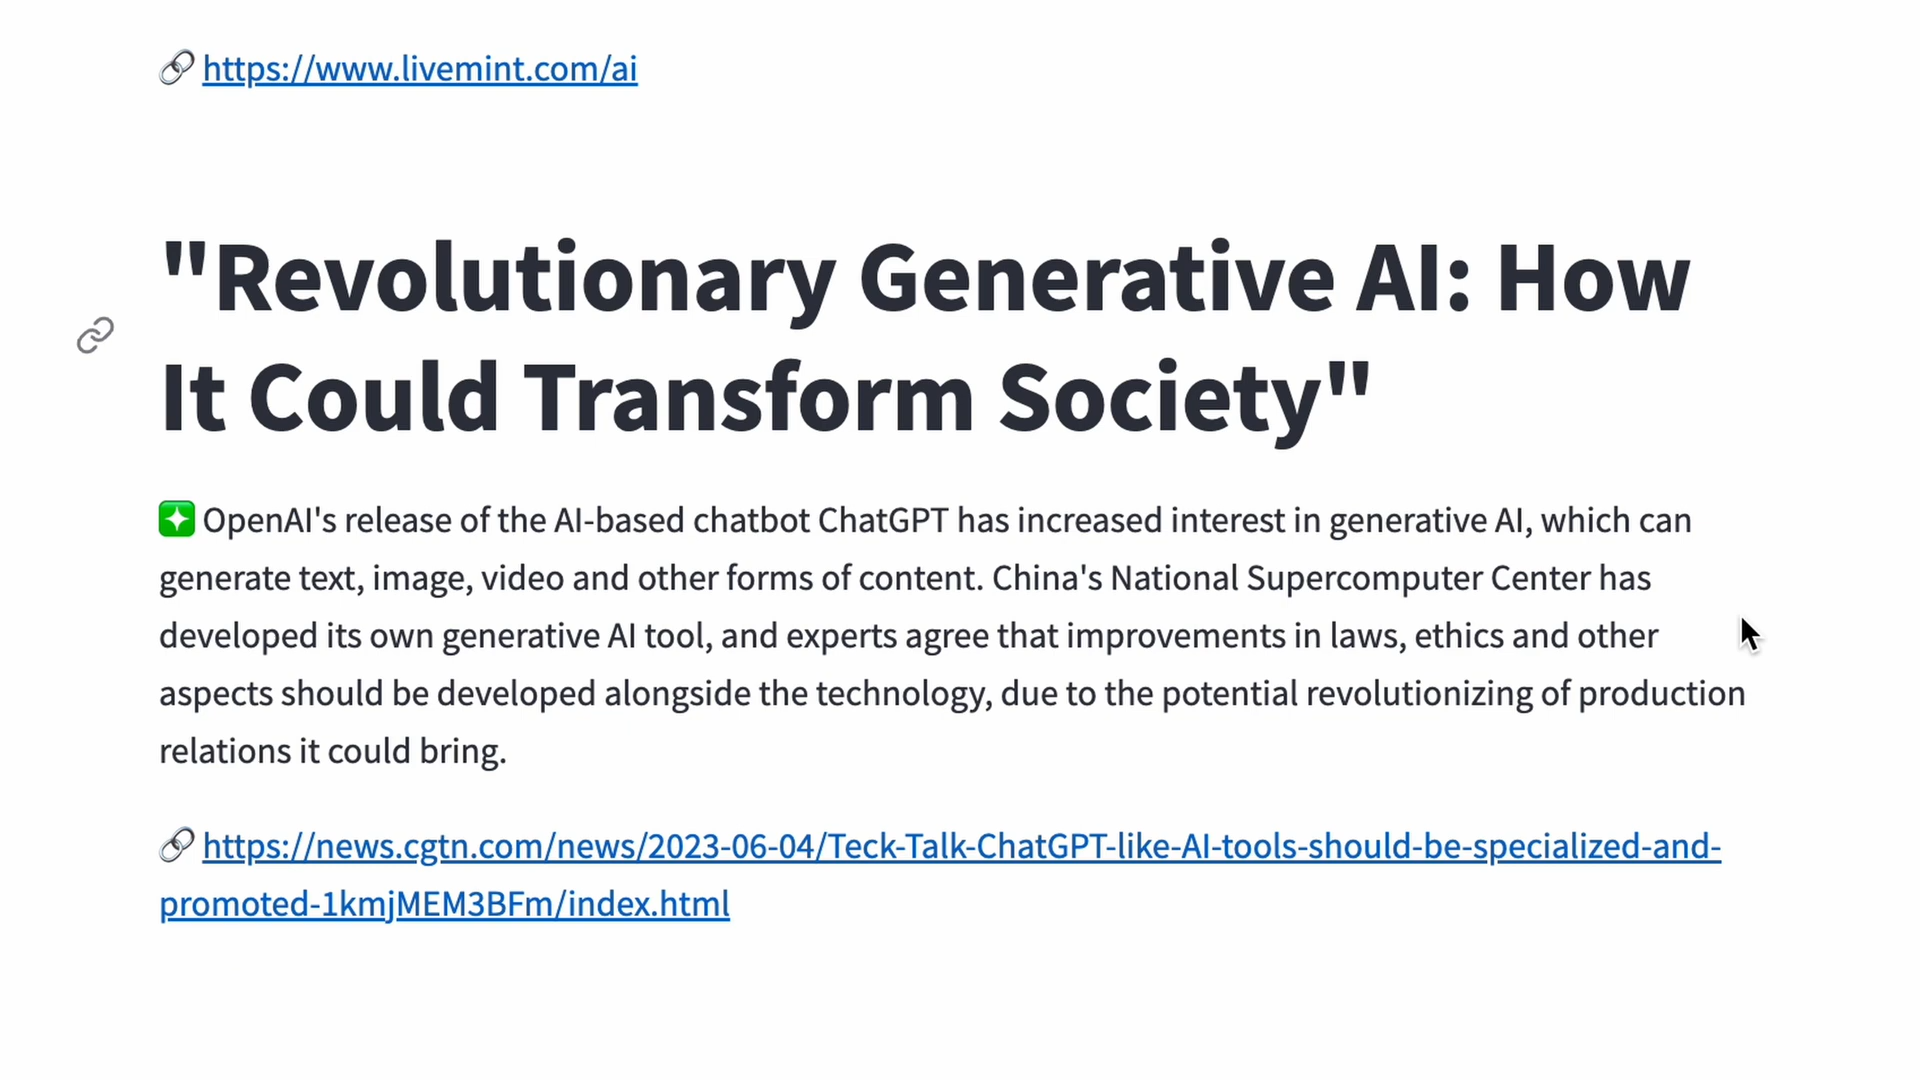 https://www.livemint.com/ai
"Revolutionary Generative AI: How
It Could Transform Society"
OpenAI's release of the AI-based chatbot ChatGPT has increased interest in generative AI, which can
generate text, image, video and other forms of content. China's National Supercomputer Center has
developed its own generative AI tool, and experts agree that improvements in laws, ethics and other
aspects should be developed alongside the technology, due to the potential revolutionizing of production
relations it could bring.
https://news.cgtn.com/news/2023-06-04/Teck-Talk-ChatGPT-like-AI-tools-should-be-specialized-and-
promoted-1kmjMEM3BFm/index.html